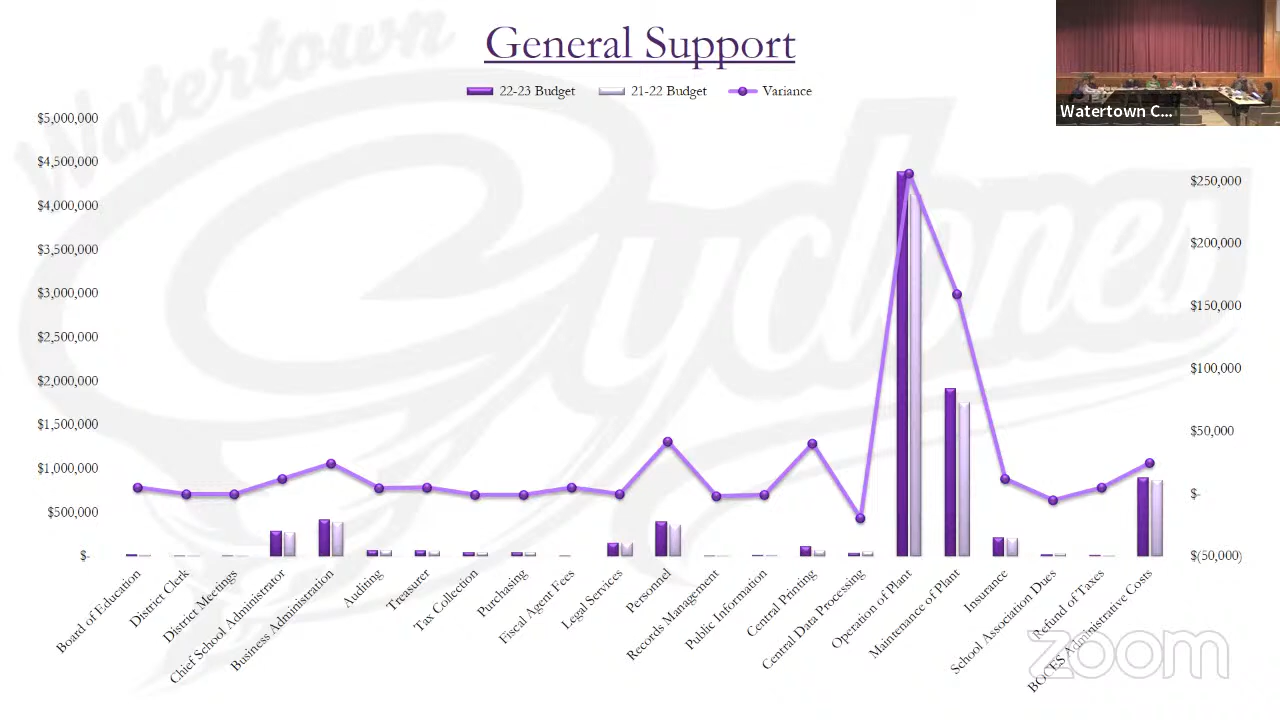 General Support
22-23 Budget
21-22 Budget
Variance
Watertown C...
Watertown
Cyclones
$5,000,000
$4,500,000
$4,000,000
$3,500,000
$3,000,000
$2,500,000
$2,000,000
$1,500,000
$1,000,000
$500,000
$-
$250,000
$200,000
$150,000
$100,000
$50,000
$-
$(50,000)
Board of Education
District Clerk
District Meetings
Chief School Administrator
Business Administration
Auditing
Treasurer
Tax Collection
Purchasing
Fiscal Agent Fees
Legal Services
Personnel
Records Management
Public Information
Central Printing
Central Data Processing
Operation of Plant
Maintenance of Plant
Insurance
School Association Dues
Refund of Taxes
BOCES Administrative Costs
zoom